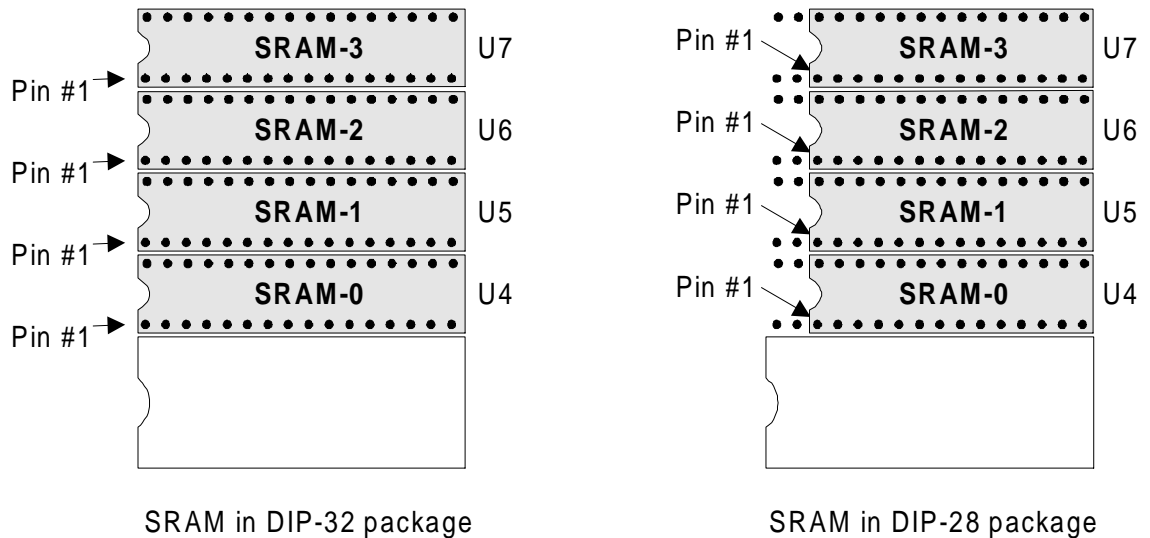 SRAM-3 U7
Pin #1
SRAM-2 U6
Pin #1
SRAM-1 U5
Pin #1
SRAM-0 U4
Pin #1
SRAM in DIP-32 package
Pin #1 SRAM-3 U7
Pin #1 SRAM-2 U6
Pin #1 SRAM-1 U5
Pin #1 SRAM-0 U4
SRAM in DIP-28 package